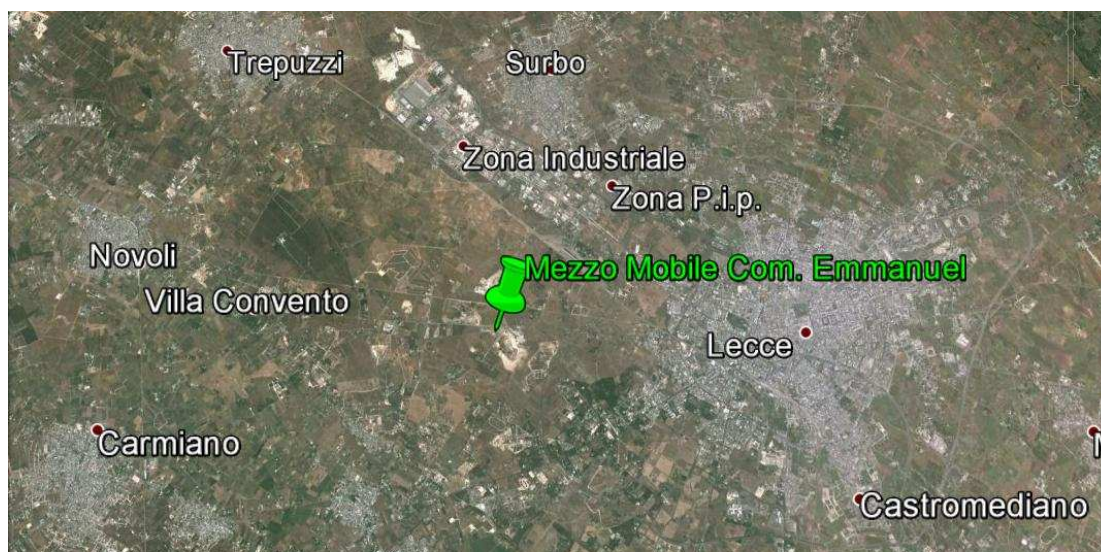 Trepuzzi
Surbo
Zona Industriale
Zona P.i.p.
Novoli
Mezzo Mobile Com. Emmanuel
Villa Convento
Lecce
Carmiano
Castromediano